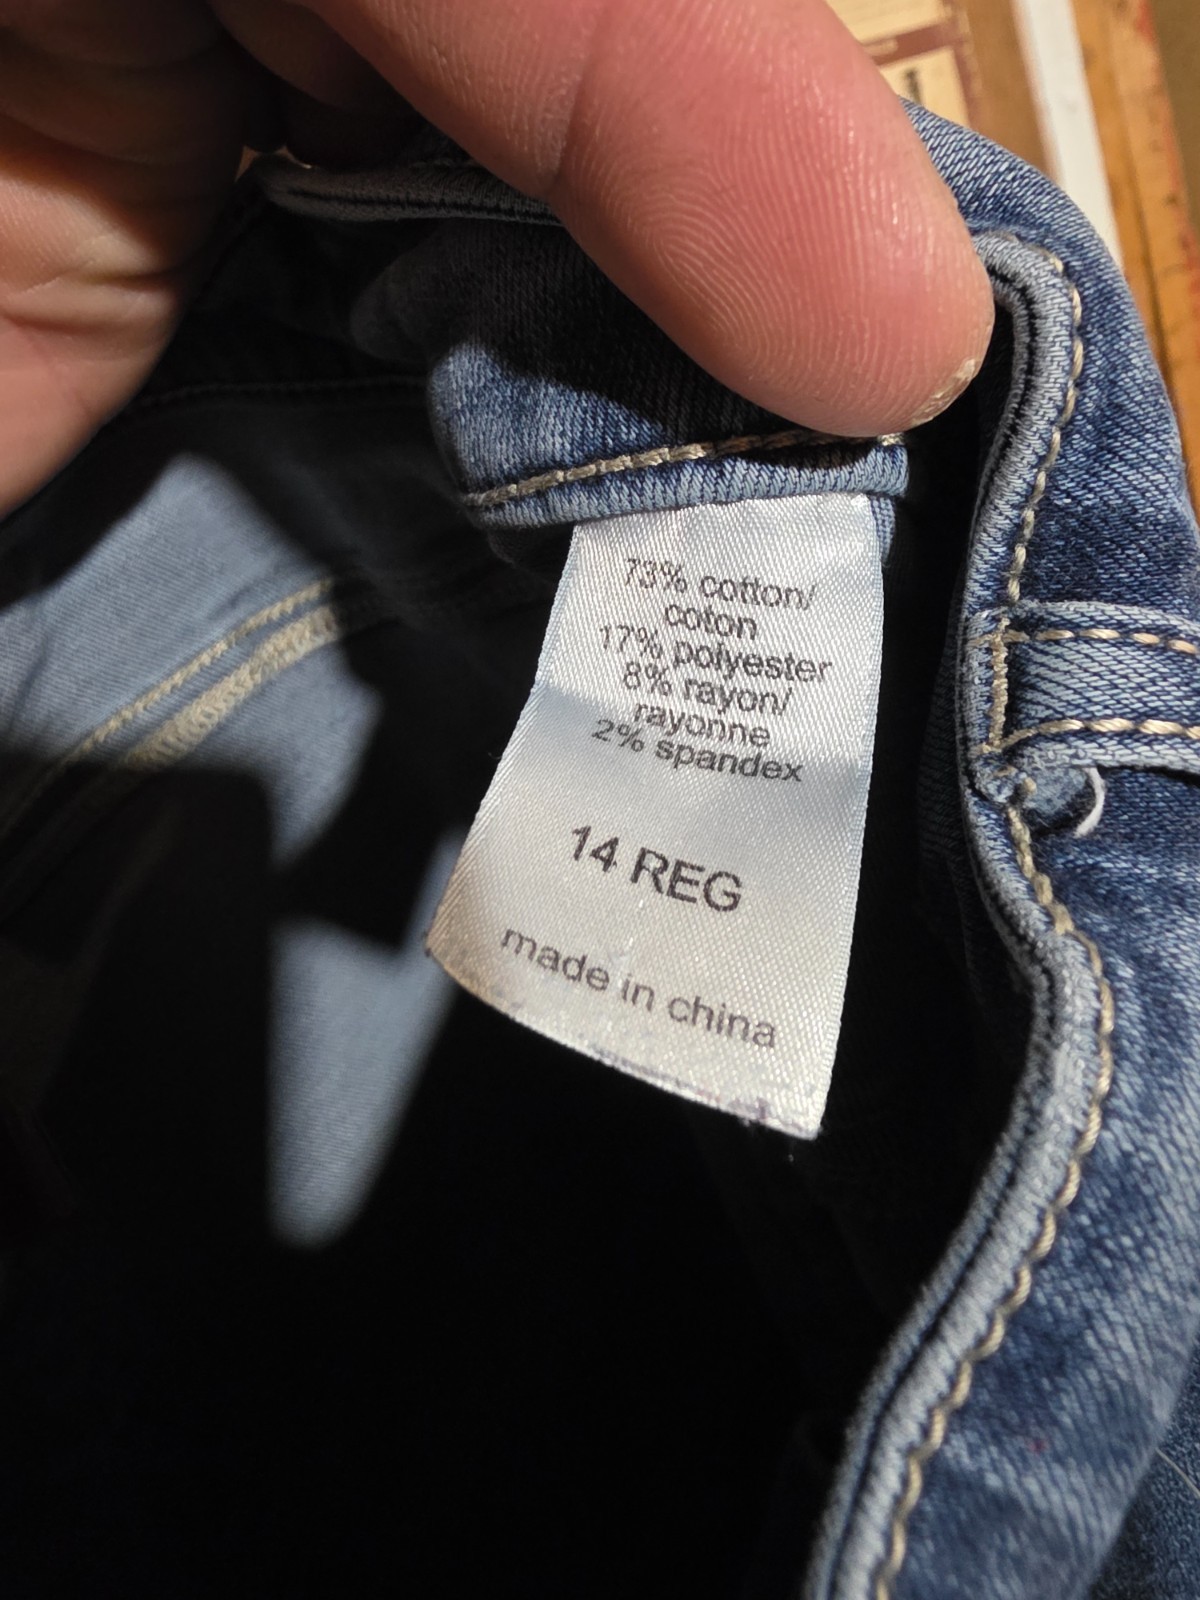 73% cotton/
coton
17% polyester
8% rayon/
rayonne
2% spandex
14 REG
made in china